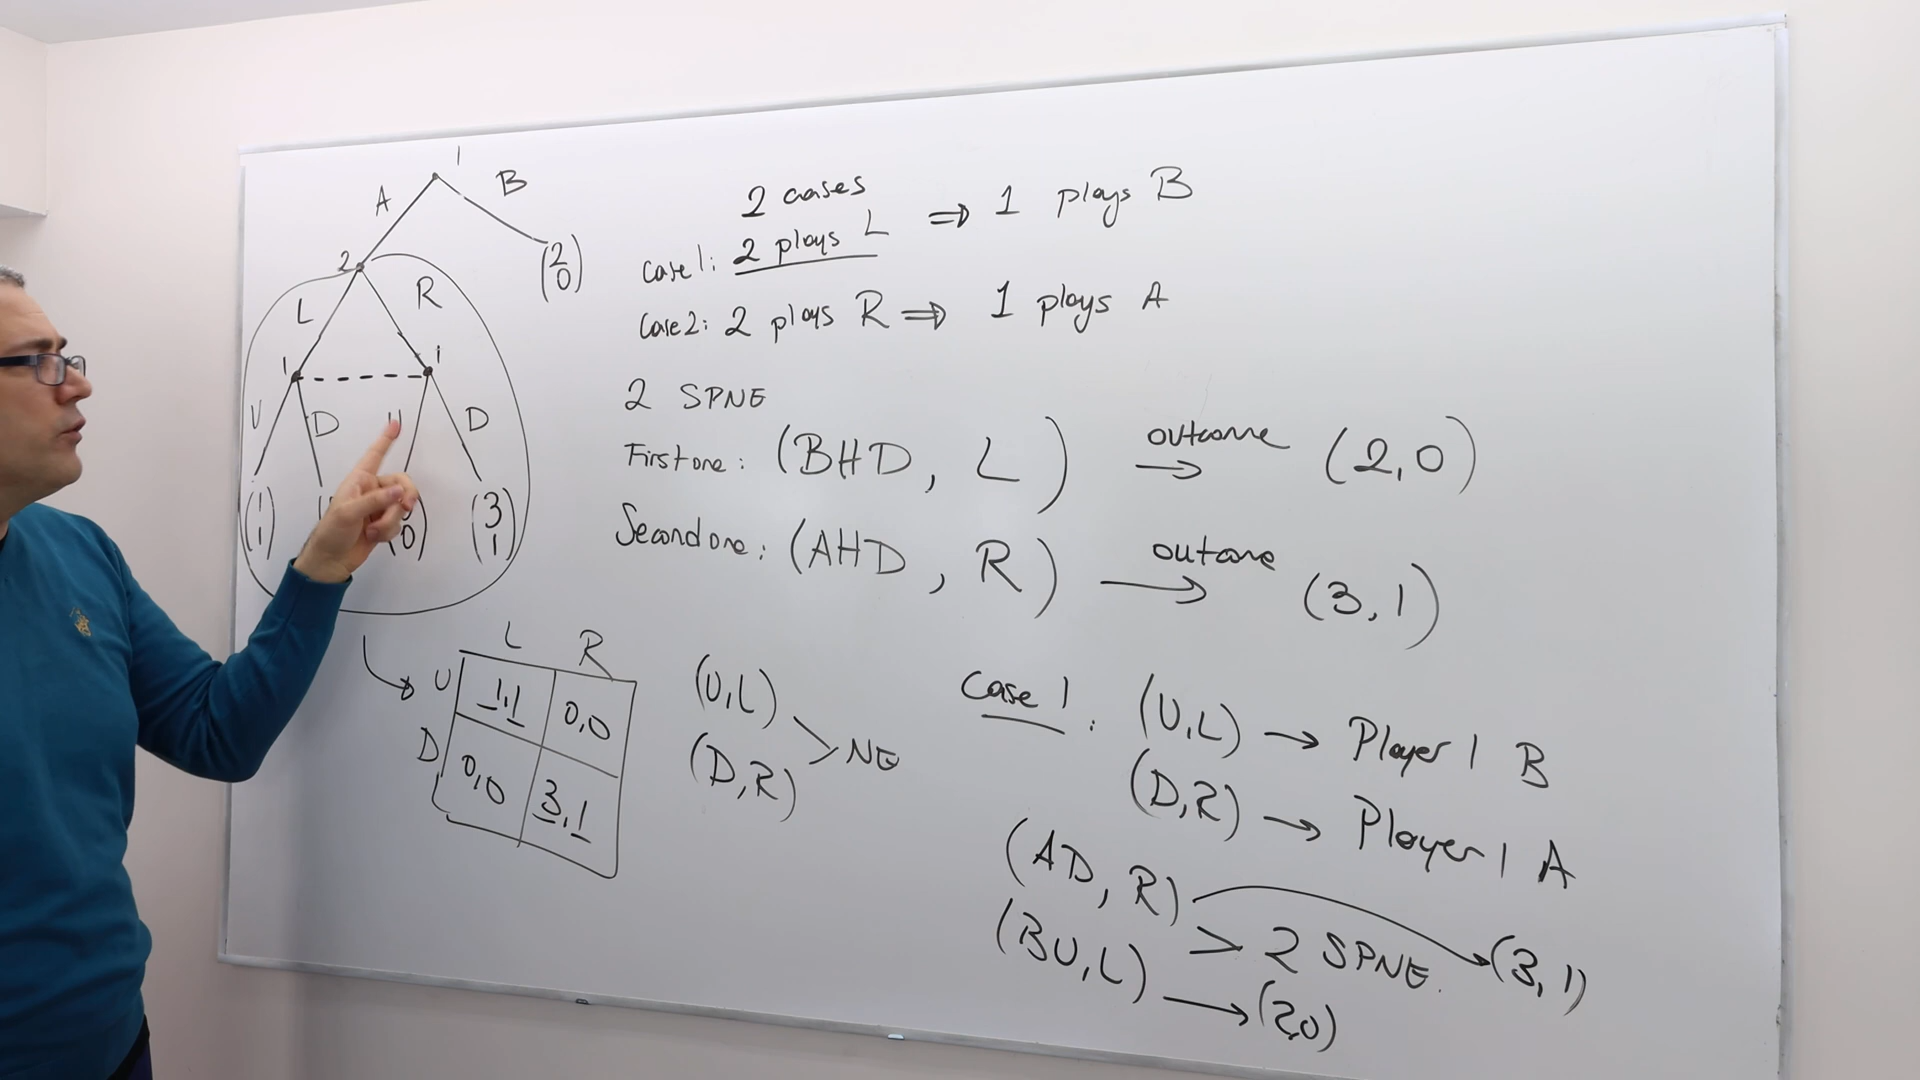 1
A B
2
(2 0)
L R
1 1
U D U D
(1 1) 0) (3 1)
2 cases
Case 1: 2 plays L ⇒ 1 plays B
Case 2: 2 plays R ⇒ 1 plays A
2 SPNE
First one: (BHD, L) → outcome (2,0)
Second one: (AHD, R) → outcome (3,1)
L R
U 1,1 0,0
D 0,0 3,1
(U,L)
(D,R) > NE
Case 1: (U,L) → Player 1 B
(D,R) → Player 1 A
(AD, R)
(BU, L) > 2 SPNE. (3,1)
→ (2,0)